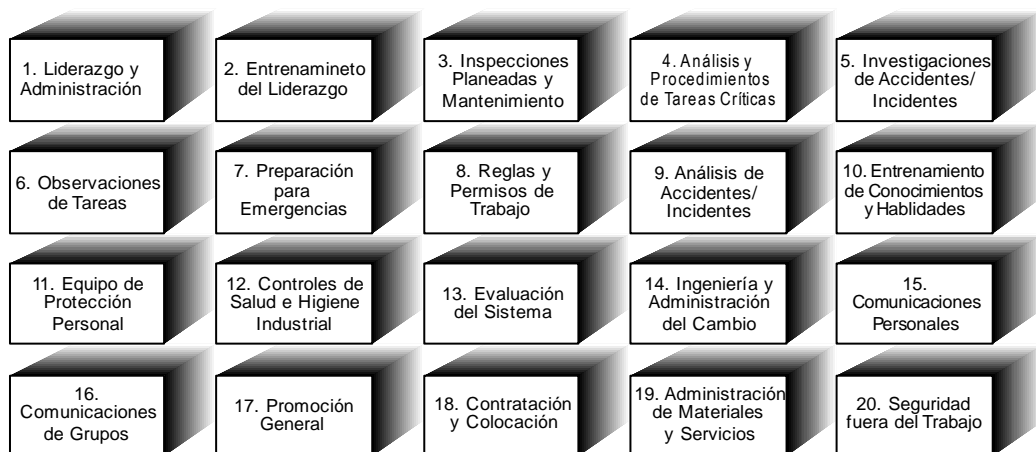 1. Liderazgo y
Administración
2. Entrenamineto
del Liderazgo
3. Inspecciones
Planeadas y
Mantenimiento
4. Análisis y
Procedimientos
de Tareas Críticas
5. Investigaciones
de Accidentes/
Incidentes
6. Observaciones
de Tareas
7. Preparación
para
Emergencias
8. Reglas y
Permisos de
Trabajo
9. Análisis de
Accidentes/
Incidentes
10. Entrenamiento
de Conocimientos
y Hablidades
11. Equipo de
Protección
Personal
12. Controles de
Salud e Higiene
Industrial
13. Evaluación
del Sistema
14. Ingeniería y
Administración
del Cambio
15.
Comunicaciones
Personales
16.
Comunicaciones
de Grupos
17. Promoción
General
18. Contratación
y Colocación
19. Administración
de Materiales
y Servicios
20. Seguridad
fuera del Trabajo